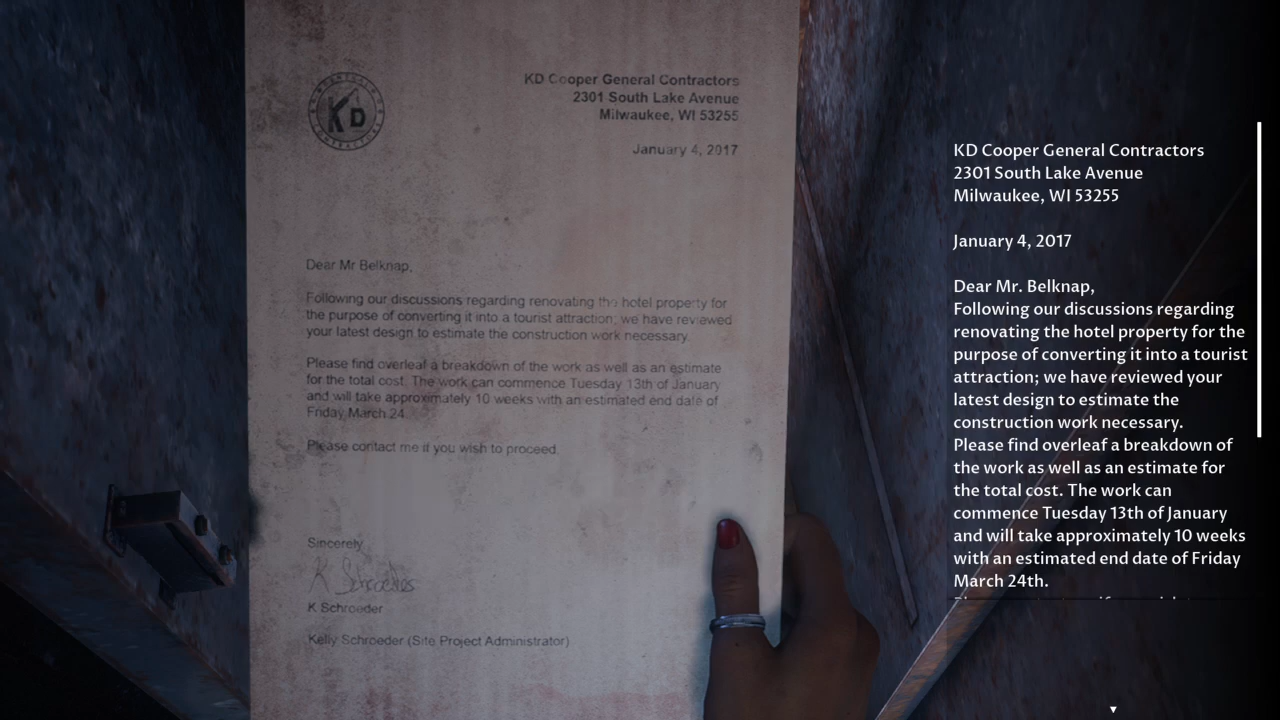 KD
KD Cooper General Contractors
2301 South Lake Avenue
Milwaukee, WI 53255
January 4, 2017
Dear Mr Belknap,
Following our discussions regarding renovating the hotel property for
the purpose of converting it into a tourist attraction; we have reviewed
your latest design to estimate the construction work necessary.
Please find overleaf a breakdown of the work as well as an estimate
for the total cost. The work can commence Tuesday 13th of January
and will take approximately 10 weeks with an estimated end date of
Friday March 24
Please contact me if you wish to proceed.
Sincerely
K Schroeder
K Schroeder
Kelly Schroeder (Site Project Administrator)
KD Cooper General Contractors
2301 South Lake Avenue
Milwaukee, WI 53255
January 4, 2017
Dear Mr. Belknap,
Following our discussions regarding
renovating the hotel property for the
purpose of converting it into a tourist
attraction; we have reviewed your
latest design to estimate the
construction work necessary.
Please find overleaf a breakdown of
the work as well as an estimate for
the total cost. The work can
commence Tuesday 13th of January
and will take approximately 10 weeks
with an estimated end date of Friday
March 24th.